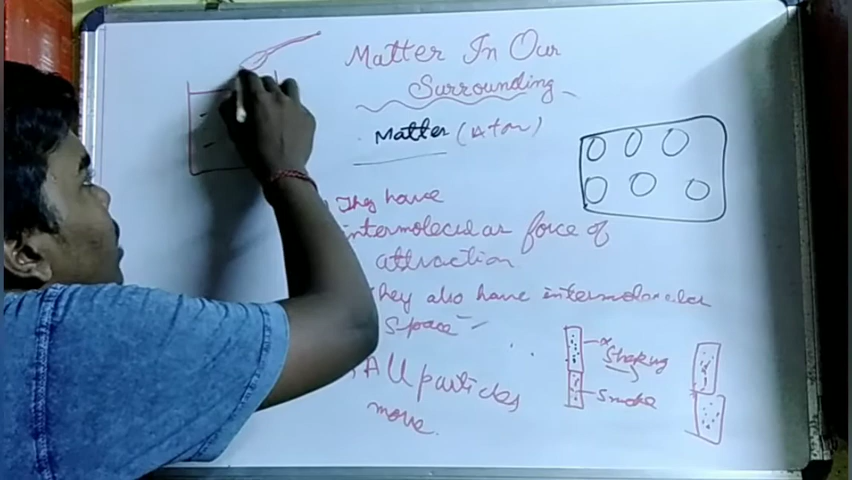 Matter In Our
Surrounding
Matter (Atom)
They have
intermolecular force of
attraction
They also have intermolecular
Space
All particles
move.
Shaking
Smoke